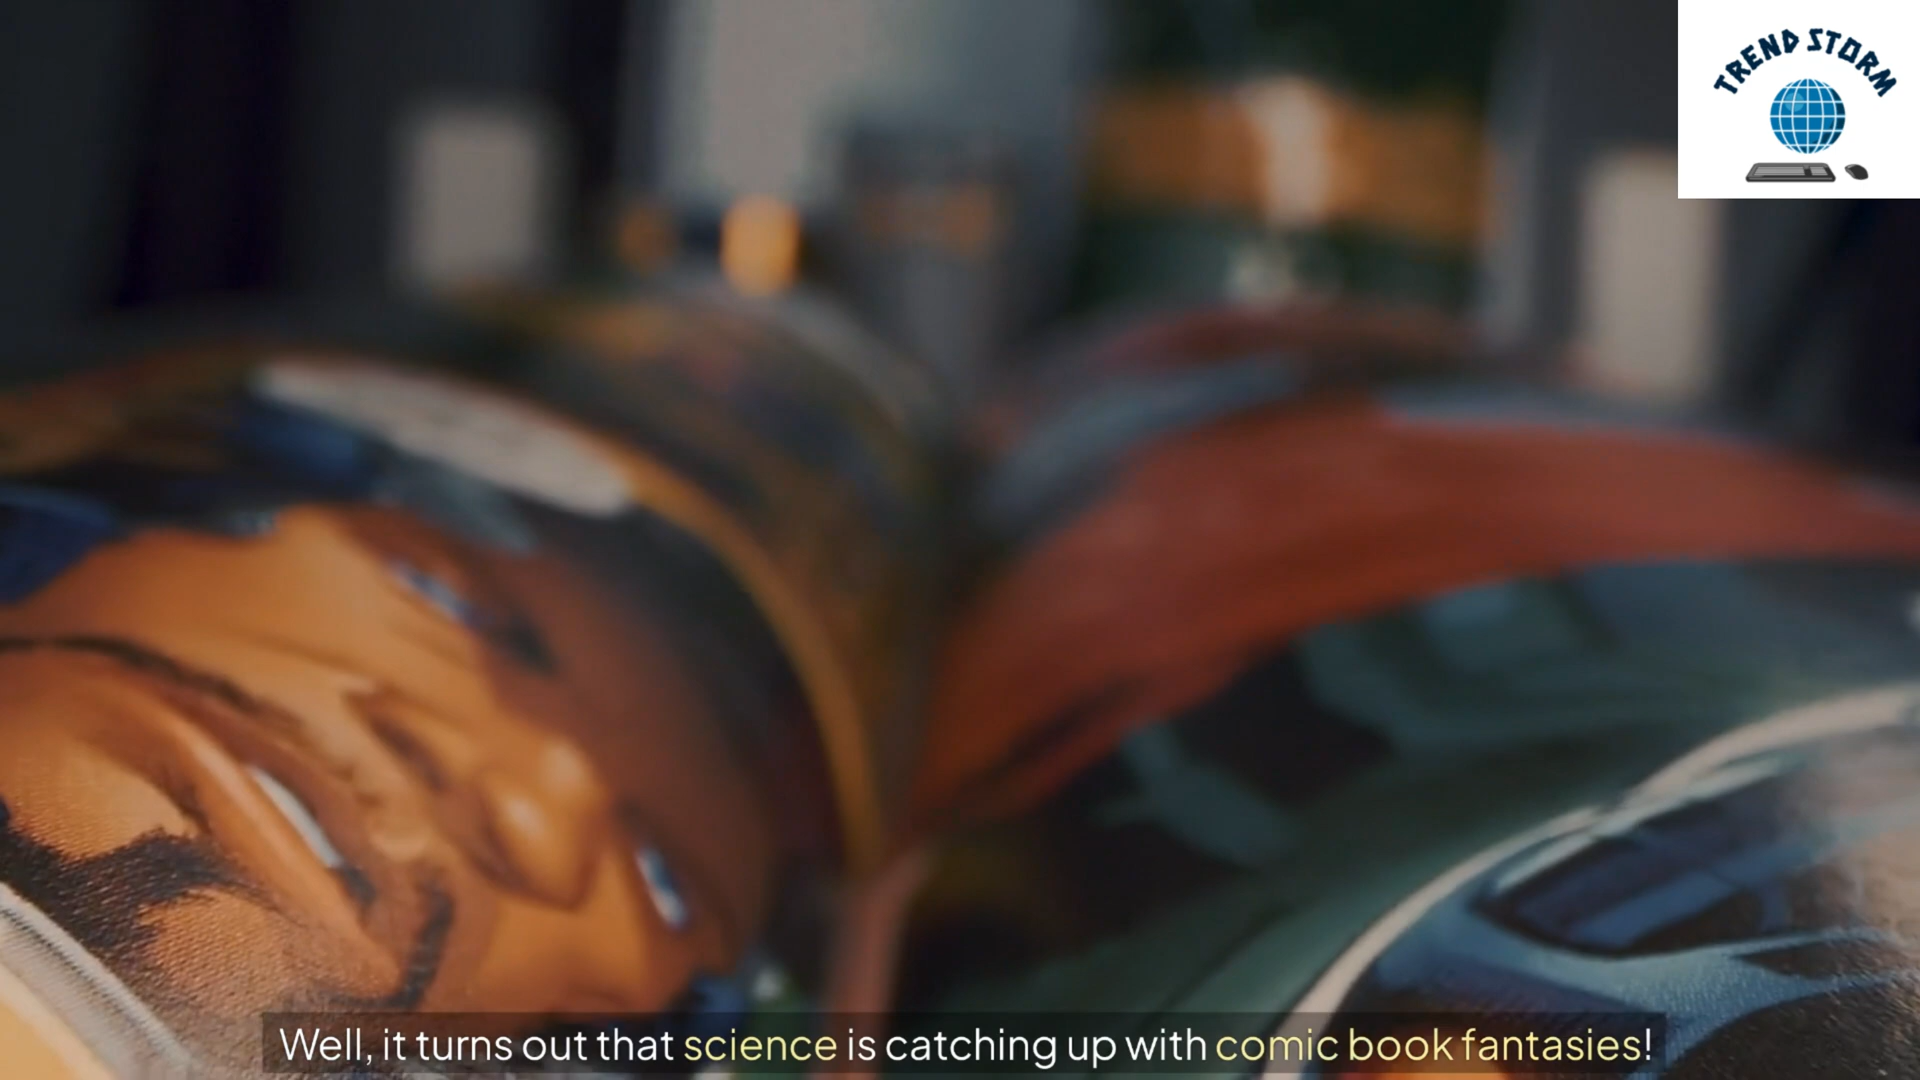 TREND STORM
Well, it turns out that science is catching up with comic book fantasies!